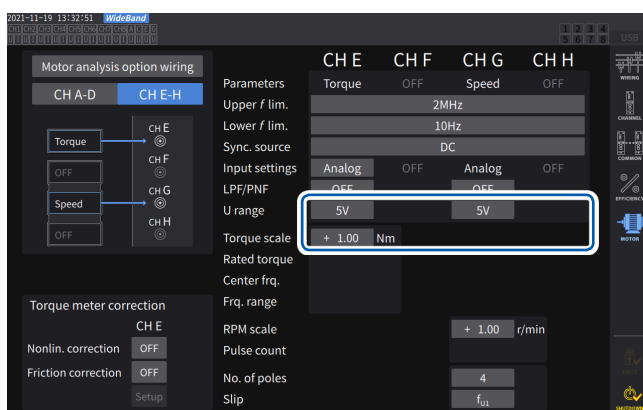 2021-11-19 13:32:51 WideBand
CH1 CH2 CH3 CH4 CH5 CH6 CH7 CH8 A C E G
U I U I U I U I U I U I U I U I
1 2 3 4
5 6 7 8
USB
Motor analysis option wiring
CH A-D CH E-H
Torque CH E
OFF CH F
Speed CH G
OFF CH H
Torque meter correction
CH E
Nonlin. correction OFF
Friction correction OFF
Setup
CH E CH F CH G CH H
Parameters Torque OFF Speed OFF
Upper f lim. 2MHz
Lower f lim. 10Hz
Sync. source DC
Input settings Analog OFF Analog OFF
LPF/PNF OFF OFF
U range 5V 5V
Torque scale + 1.00 Nm
Rated torque
Center frq.
Frq. range
RPM scale + 1.00 r/min
Pulse count
No. of poles 4
Slip fU1
WIRING
CHANNEL
COMMON
EFFICIENCY
MOTOR
SHUTDOWN